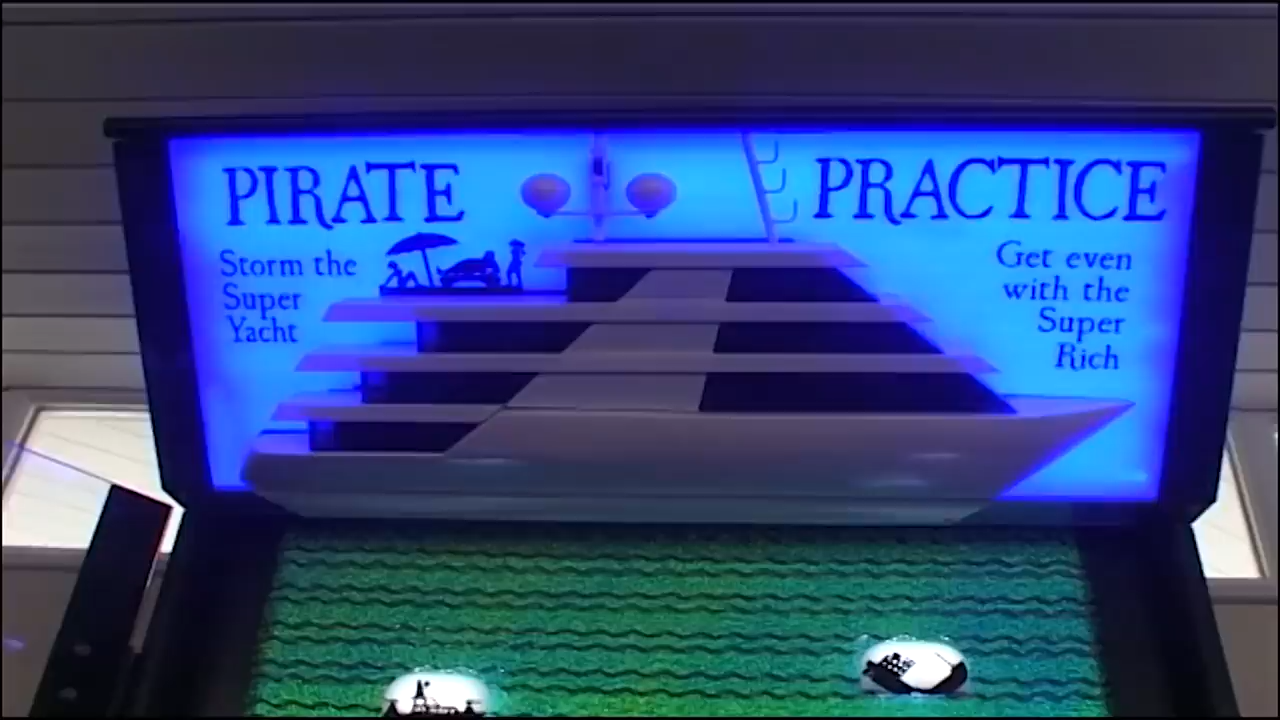 PIRATE PRACTICE
Storm the
Super
Yacht
Get even
with the
Super
Rich